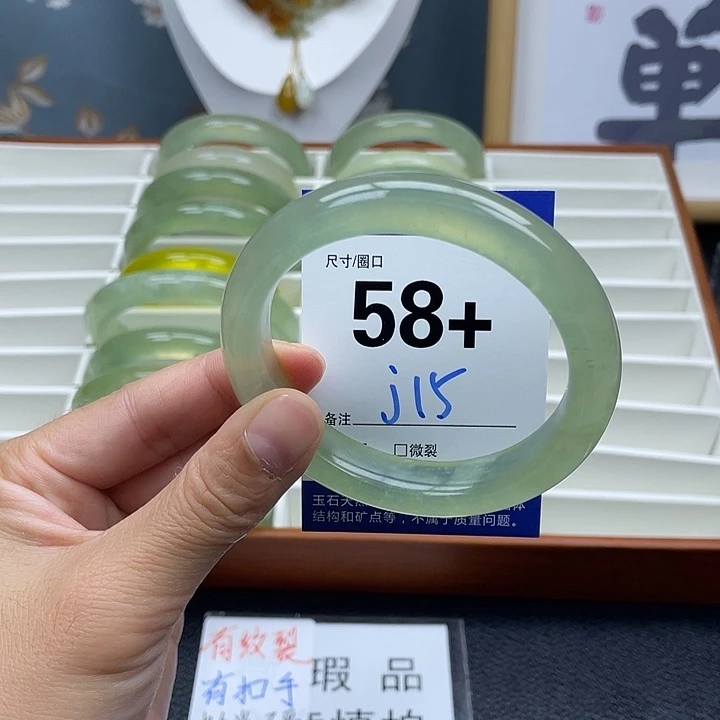 尺寸/圈口
58+
j15
备注
□微裂
玉石天然
结构和矿点等，不属于质量问题。
有纹裂
瑕 品
有扣手